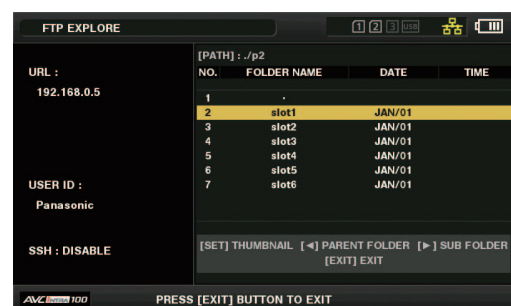 FTP EXPLORE
1 2 3 USB
[PATH] : ./p2
URL :
192.168.0.5
NO. FOLDER NAME DATE TIME
1 .
2 slot1 JAN/01
3 slot2 JAN/01
4 slot3 JAN/01
5 slot4 JAN/01
6 slot5 JAN/01
7 slot6 JAN/01
USER ID :
Panasonic
SSH : DISABLE
[SET] THUMBNAIL [◄] PARENT FOLDER [►] SUB FOLDER
[EXIT] EXIT
AVC Intra 100
PRESS [EXIT] BUTTON TO EXIT